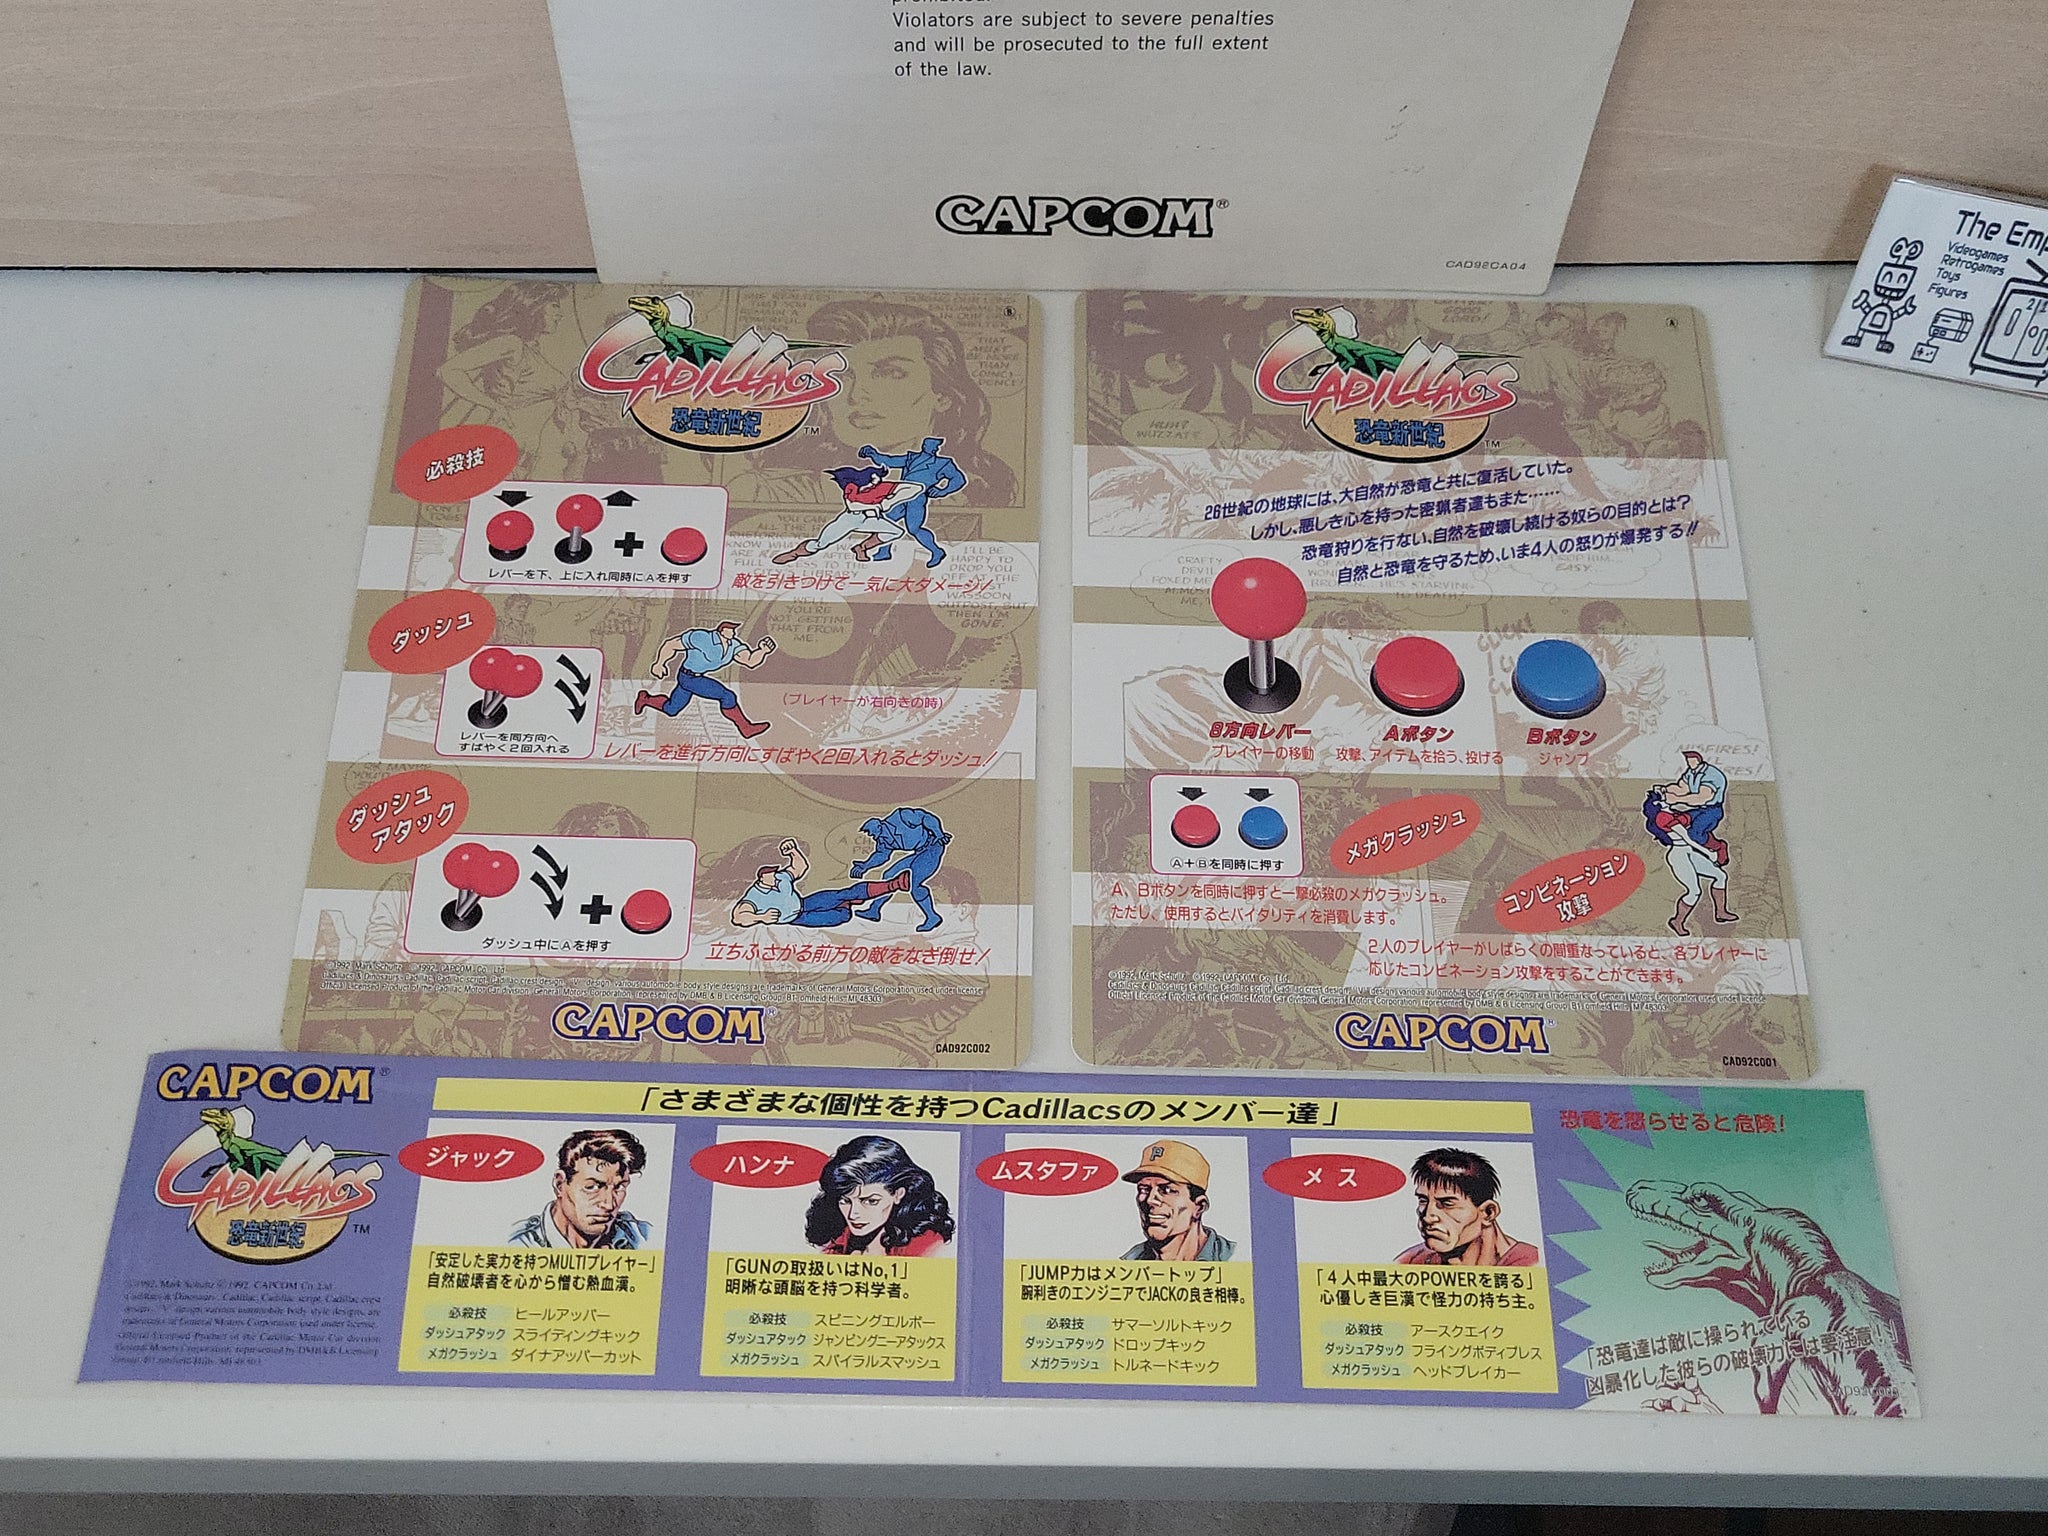 Violators are subject to severe penalties
and will be prosecuted to the full extent
of the law.
CAPCOM®
CAD92CA04
The Emp
Videogames
Retrogames
Toys
Figures
B
CADILLACS
恐竜新世紀
TM
必殺技
レバーを下、上に入れ同時にAを押す
敵を引きつけて一気に大ダメージ!
ダッシュ
レバーを同方向へ
すばやく2回入れる
(プレイヤーが右向きの時)
レバーを進行方向にすばやく2回入れるとダッシュ!
ダッシュ
アタック
ダッシュ中にAを押す
立ちふさがる前方の敵をなぎ倒せ!
©1992, Mark Schultz ©1992, CAPCOM Co., Ltd.
CAPCOM®
CAD92C002
A
CADILLACS
恐竜新世紀
TM
26世紀の地球には、大自然が恐竜と共に復活していた。
しかし、悪しき心を持った密猟者達もまた……
恐竜狩りを行ない、自然を破壊し続ける奴らの目的とは?
自然と恐竜を守るため、いま4人の怒りが爆発する!!
8方向レバー
プレイヤーの移動
Aボタン
攻撃、アイテムを拾う、投げる
Bボタン
ジャンプ
A+Bを同時に押す
メガクラッシュ
A、Bボタンを同時に押すと一撃必殺のメガクラッシュ。
ただし、使用するとバイタリティを消費します。
コンビネーション
攻撃
2人のプレイヤーがしばらくの間重なっていると、各プレイヤーに
応じたコンビネーション攻撃をすることができます。
©1992, Mark Schultz ©1992, CAPCOM Co., Ltd.
CAPCOM®
CAD92C001
CAPCOM®
CADILLACS
恐竜新世紀
TM
「さまざまな個性を持つCadillacsのメンバー達」
ジャック
「安定した実力を持つMULTIプレイヤー」
自然破壊者を心から憎む熱血漢。
必殺技 ヒールアッパー
ダッシュアタック スライディングキック
メガクラッシュ ダイナアッパーカット
ハンナ
「GUNの取扱いはNo,1」
明晰な頭脳を持つ科学者。
必殺技 スピニングエルボー
ダッシュアタック ジャンピングニーアタックス
メガクラッシュ スパイラルスマッシュ
ムスタファ
「JUMP力はメンバートップ」
腕利きのエンジニアでJACKの良き相棒。
必殺技 サマーソルトキック
ダッシュアタック ドロップキック
メガクラッシュ トルネードキック
メス
「4人中最大のPOWERを誇る」
心優しき巨漢で怪力の持ち主。
必殺技 アースクエイク
ダッシュアタック フライングボディプレス
メガクラッシュ ヘッドブレイカー
恐竜を怒らせると危険!
「恐竜達は敵に操られている
凶暴化した彼らの破壊力には要注意!」